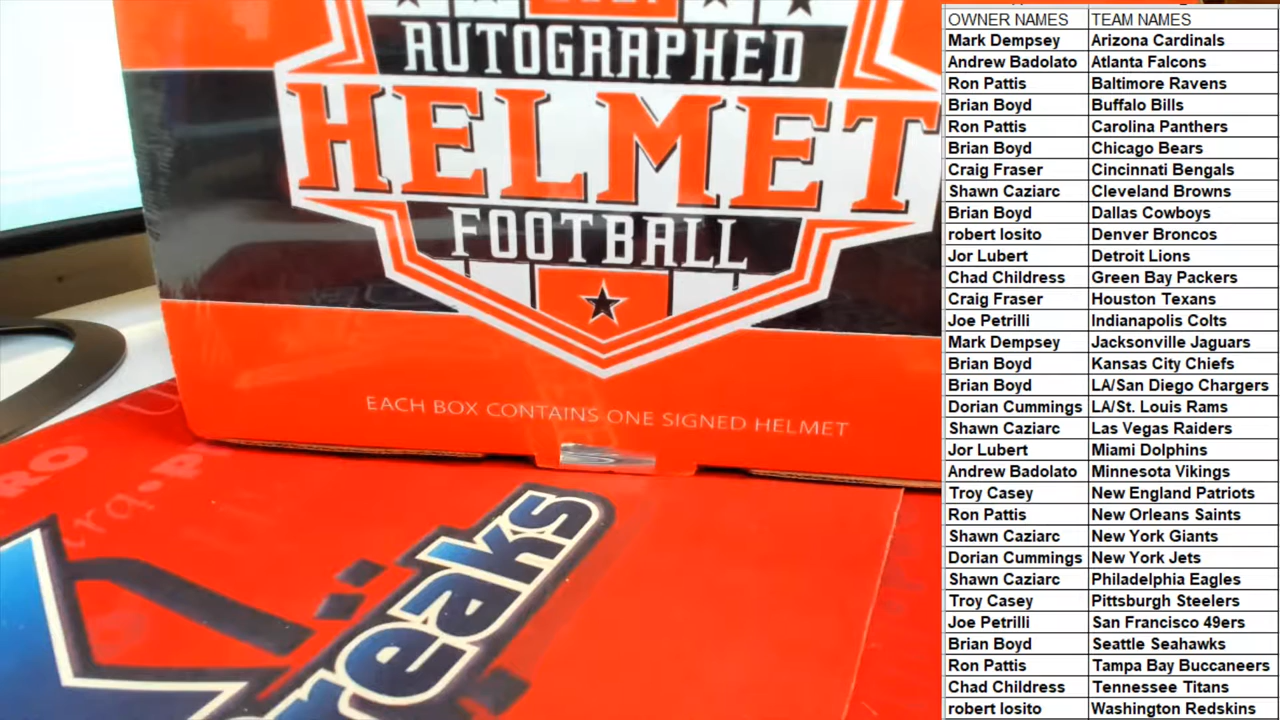 AUTOGRAPHED
HELMET
FOOTBALL
EACH BOX CONTAINS ONE SIGNED HELMET
reaks
OWNER NAMES TEAM NAMES
Mark Dempsey Arizona Cardinals
Andrew Badolato Atlanta Falcons
Ron Pattis Baltimore Ravens
Brian Boyd Buffalo Bills
Ron Pattis Carolina Panthers
Brian Boyd Chicago Bears
Craig Fraser Cincinnati Bengals
Shawn Caziarc Cleveland Browns
Brian Boyd Dallas Cowboys
robert losito Denver Broncos
Jor Lubert Detroit Lions
Chad Childress Green Bay Packers
Craig Fraser Houston Texans
Joe Petrilli Indianapolis Colts
Mark Dempsey Jacksonville Jaguars
Brian Boyd Kansas City Chiefs
Brian Boyd LA/San Diego Chargers
Dorian Cummings LA/St. Louis Rams
Shawn Caziarc Las Vegas Raiders
Jor Lubert Miami Dolphins
Andrew Badolato Minnesota Vikings
Troy Casey New England Patriots
Ron Pattis New Orleans Saints
Shawn Caziarc New York Giants
Dorian Cummings New York Jets
Shawn Caziarc Philadelphia Eagles
Troy Casey Pittsburgh Steelers
Joe Petrilli San Francisco 49ers
Brian Boyd Seattle Seahawks
Ron Pattis Tampa Bay Buccaneers
Chad Childress Tennessee Titans
robert losito Washington Redskins